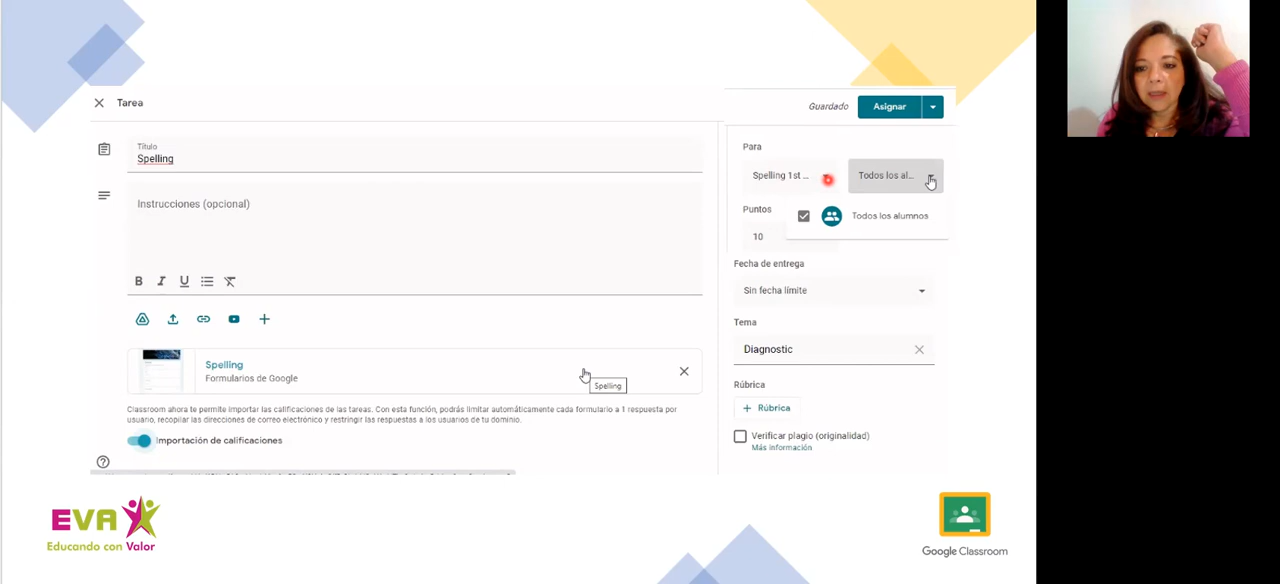 Tarea
Guardado
Asignar
Título
Spelling
Instrucciones (opcional)
Spelling
Formularios de Google
Spelling
Classroom ahora te permite importar las calificaciones de las tareas. Con esta función, podrás limitar automáticamente cada formulario a 1 respuesta por
usuario, recopilar las direcciones de correo electrónico y restringir las respuestas a los usuarios de tu dominio.
Importación de calificaciones
Para
Spelling 1st ...
Todos los al...
Todos los alumnos
Puntos
10
Fecha de entrega
Sin fecha límite
Tema
Diagnostic
Rúbrica
+ Rúbrica
Verificar plagio (originalidad)
Más información
EVA
Educando con Valor
Google Classroom